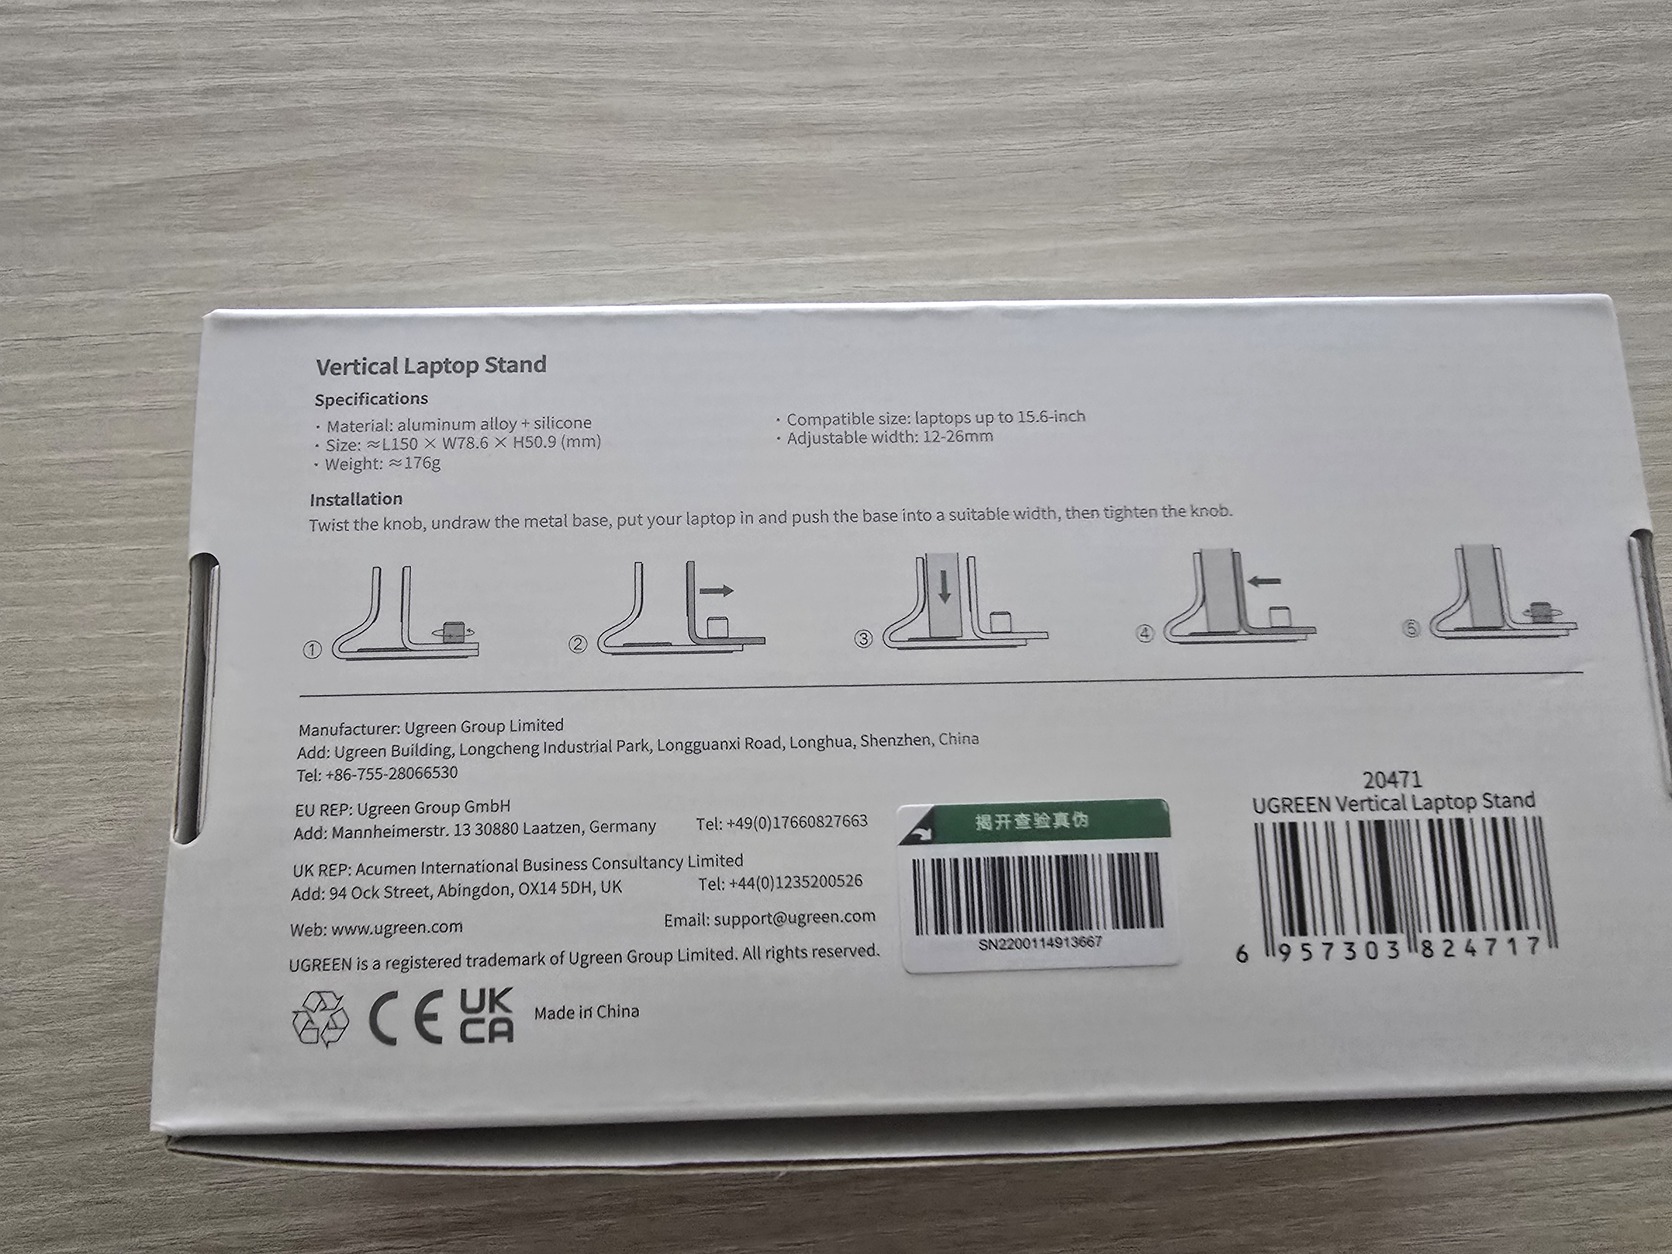 Vertical Laptop Stand
Specifications
· Material: aluminum alloy + silicone
· Size: ≈L150 × W78.6 × H50.9 (mm)
· Weight: ≈176g
· Compatible size: laptops up to 15.6-inch
· Adjustable width: 12-26mm
Installation
Twist the knob, undraw the metal base, put your laptop in and push the base into a suitable width, then tighten the knob.
① ② ③ ④ ⑤
Manufacturer: Ugreen Group Limited
Add: Ugreen Building, Longcheng Industrial Park, Longguanxi Road, Longhua, Shenzhen, China
Tel: +86-755-28066530
EU REP: Ugreen Group GmbH
Add: Mannheimerstr. 13 30880 Laatzen, Germany Tel: +49(0)17660827663
UK REP: Acumen International Business Consultancy Limited
Add: 94 Ock Street, Abingdon, OX14 5DH, UK Tel: +44(0)1235200526
Web: www.ugreen.com Email: support@ugreen.com
UGREEN is a registered trademark of Ugreen Group Limited. All rights reserved.
CE UK
CA
Made in China
揭开查验真伪
SN2200114913667
20471
UGREEN Vertical Laptop Stand
6 957303 824717